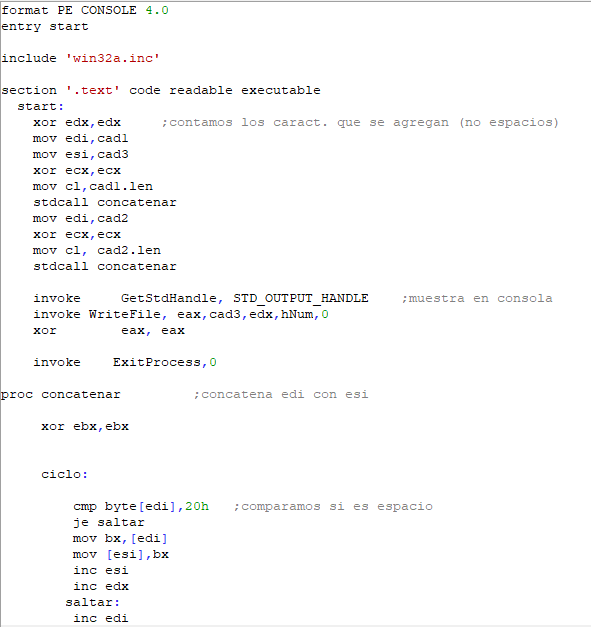 format PE CONSOLE 4.0
entry start
include 'win32a.inc'
section '.text' code readable executable
start:
xor edx,edx ;contamos los caract. que se agregan (no espacios)
mov edi,cad1
mov esi,cad3
xor ecx,ecx
mov cl,cad1.len
stdcall concatenar
mov edi,cad2
xor ecx,ecx
mov cl, cad2.len
stdcall concatenar
invoke GetStdHandle, STD_OUTPUT_HANDLE ;muestra en consola
invoke WriteFile, eax,cad3,edx,hNum,0
xor eax, eax
invoke ExitProcess,0
proc concatenar ;concatena edi con esi
xor ebx,ebx
ciclo:
cmp byte[edi],20h ;comparamos si es espacio
je saltar
mov bx,[edi]
mov [esi],bx
inc esi
inc edx
saltar:
inc edi